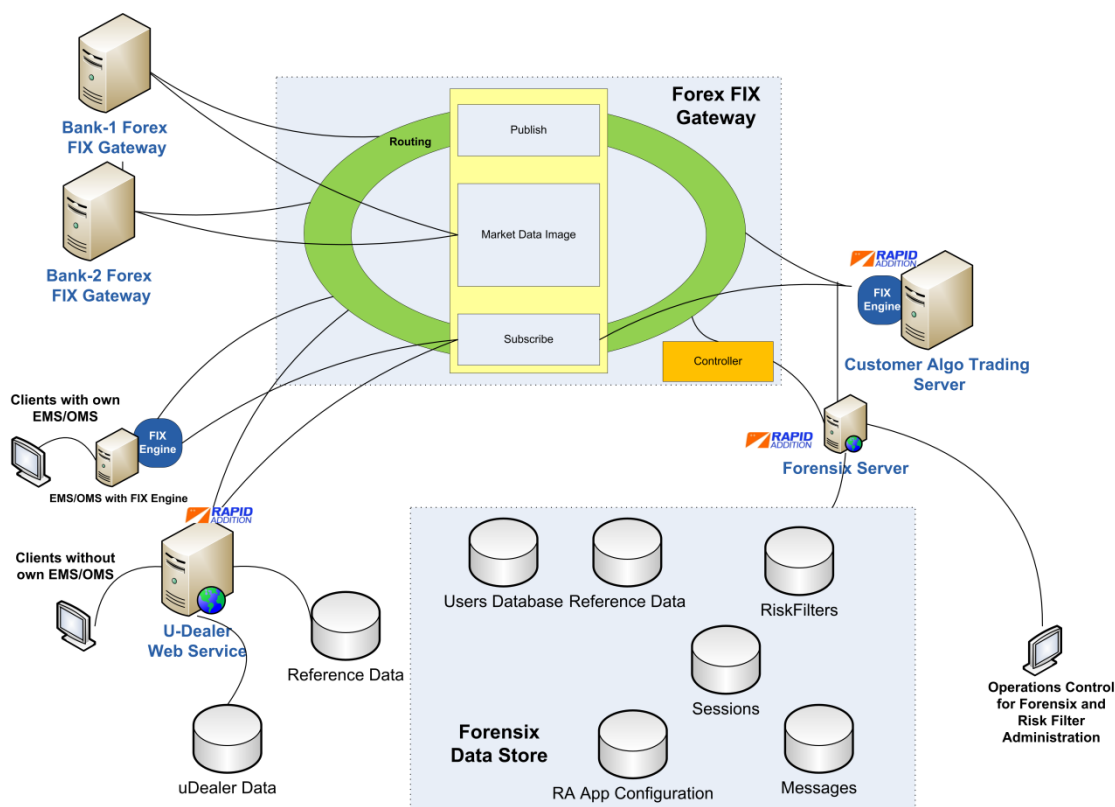 Forex FIX
Gateway
Bank-1 Forex
FIX Gateway
Publish
Routing
Market Data Image
Bank-2 Forex
FIX Gateway
RAPID
ADDITION
FIX
Engine
Subscribe
Controller
Customer Algo Trading
Server
Clients with own
EMS/OMS
FIX
Engine
EMS/OMS with FIX Engine
RAPID
ADDITION
Forensix Server
RAPID
ADDITION
Clients without
own EMS/OMS
U-Dealer
Web Service
Reference Data
uDealer Data
Users Database
Reference Data
RiskFilters
Sessions
Forensix
Data Store
RA App Configuration
Messages
Operations Control
for Forensix and
Risk Filter
Administration